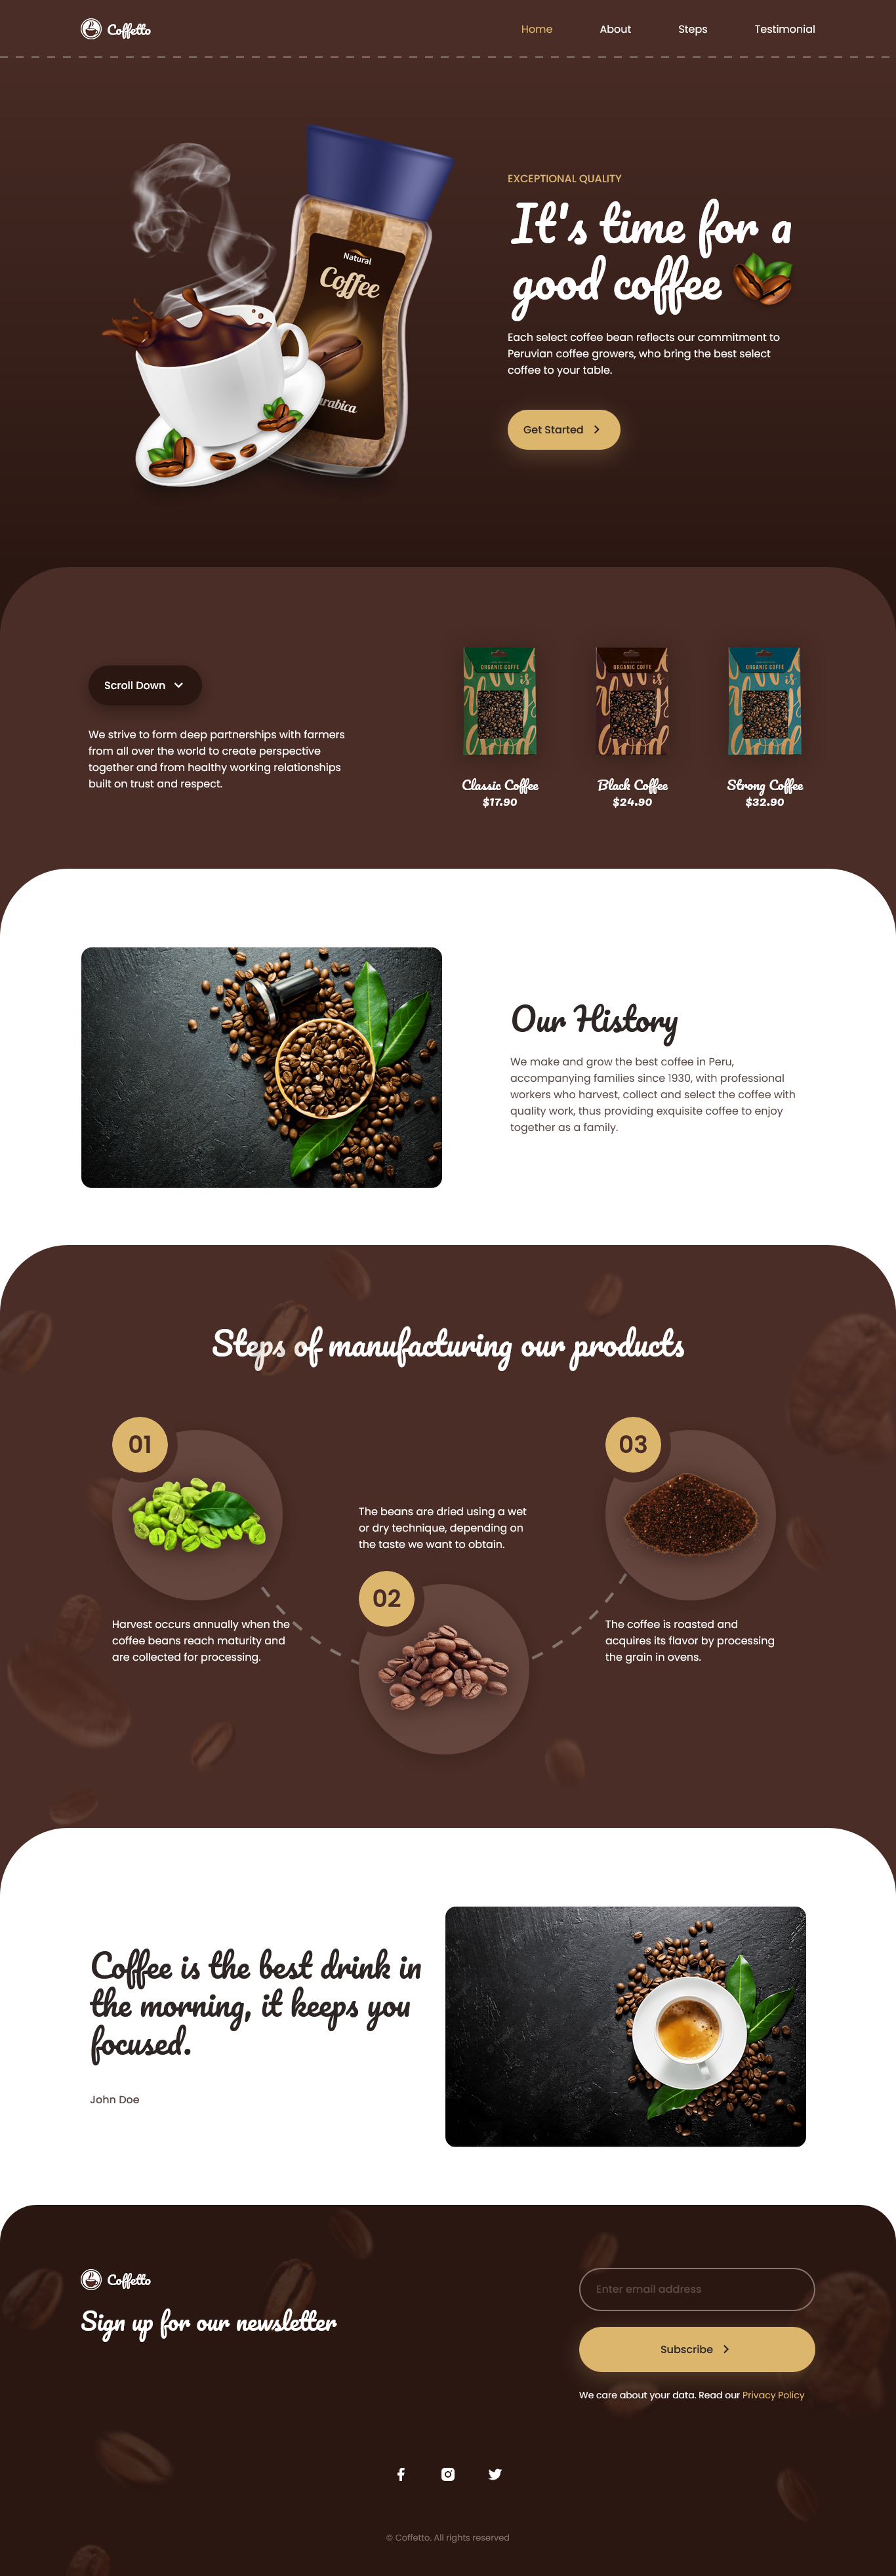 Coffetto
Home
About
Steps
Testimonial
EXCEPTIONAL QUALITY
It's time for a
good coffee
Natural
Coffee
Each select coffee bean reflects our commitment to
Peruvian coffee growers, who bring the best select
coffee to your table.
Get Started
Scroll Down
We strive to form deep partnerships with farmers
from all over the world to create perspective
together and from healthy working relationships
built on trust and respect.
ORGANIC COFFE
ORGANIC COFFE
ORGANIC COFFE
Classic Coffee
$17.90
Black Coffee
$24.90
Strong Coffee
$32.90
Our History
We make and grow the best coffee in Peru,
accompanying families since 1930, with professional
workers who harvest, collect and select the coffee with
quality work, thus providing exquisite coffee to enjoy
together as a family.
Steps of manufacturing our products
01
Harvest occurs annually when the
coffee beans reach maturity and
are collected for processing.
The beans are dried using a wet
or dry technique, depending on
the taste we want to obtain.
02
03
The coffee is roasted and
acquires its flavor by processing
the grain in ovens.
Coffee is the best drink in
the morning, it keeps you
focused.
John Doe
Coffetto
Sign up for our newsletter
Enter email address
Subscribe
We care about your data. Read our Privacy Policy
© Coffetto. All rights reserved